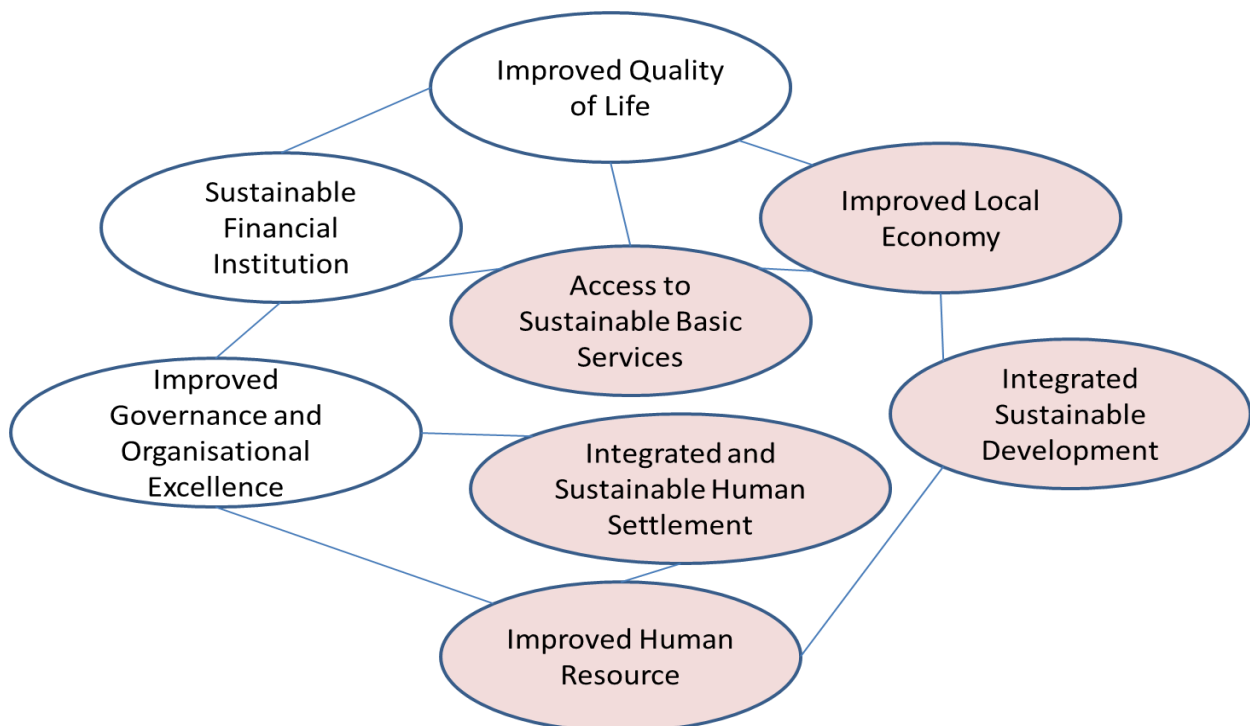 Improved Quality
of Life
Sustainable
Financial
Institution
Improved Local
Economy
Access to
Sustainable Basic
Services
Improved
Governance and
Organisational
Excellence
Integrated
Sustainable
Development
Integrated and
Sustainable Human
Settlement
Improved Human
Resource